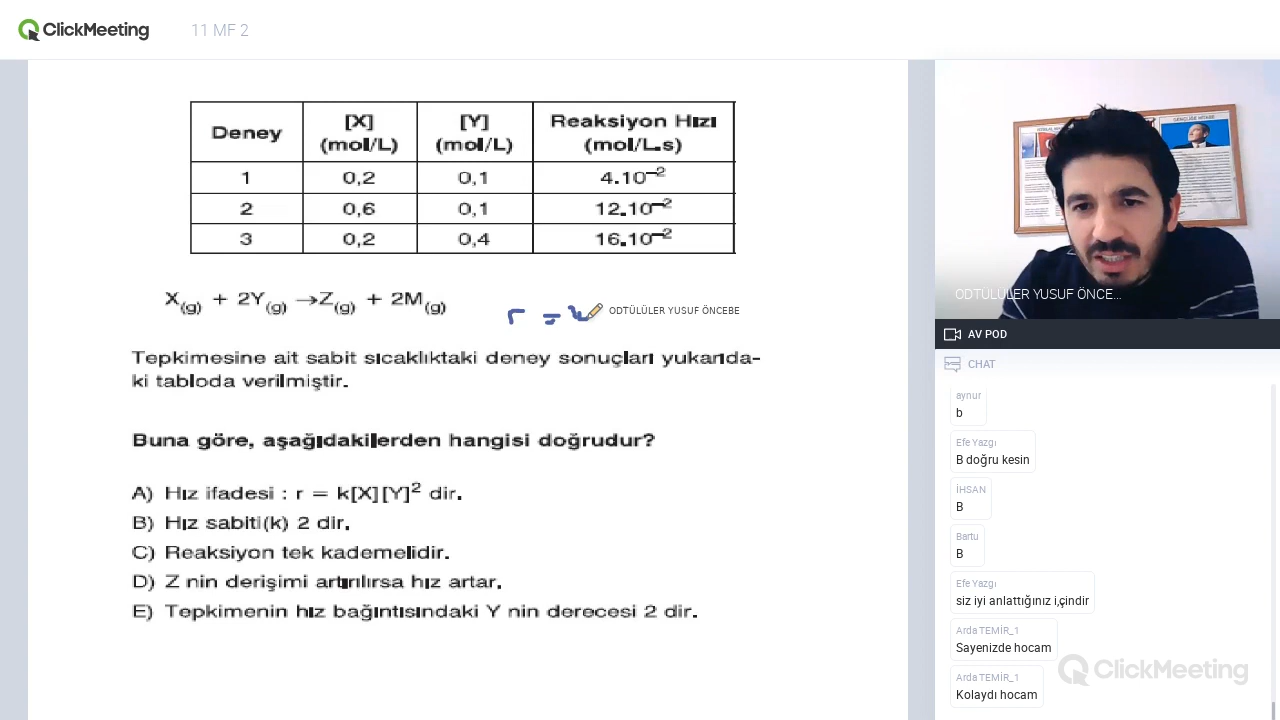 ClickMeeting
11 MF 2
Deney [X] (mol/L) [Y] (mol/L) Reaksiyon Hızı (mol/L.s)
1 0,2 0,1 4.10⁻²
2 0,6 0,1 12.10⁻²
3 0,2 0,4 16.10⁻²
X(g) + 2Y(g) →Z(g) + 2M(g)
r =
ODTÜLÜLER YUSUF ÖNCEBE
Tepkimesine ait sabit sıcaklıktaki deney sonuçları yukarıda-
ki tabloda verilmiştir.
Buna göre, aşağıdakilerden hangisi doğrudur?
A) Hız ifadesi : r = k[X][Y]² dir.
B) Hız sabiti(k) 2 dir.
C) Reaksiyon tek kademelidir.
D) Z nin derişimi artırılırsa hız artar.
E) Tepkimenin hız bağıntısındaki Y nin derecesi 2 dir.
GENÇLİĞE HİTABE
ODTÜLÜLER YUSUF ÖNCE...
AV POD
CHAT
aynur
b
Efe Yazgı
B doğru kesin
İHSAN
B
Bartu
B
Efe Yazgı
siz iyi anlattığınız i,çindir
Arda TEMİR_1
Sayenizde hocam
Arda TEMİR_1
Kolaydı hocam
ClickMeeting